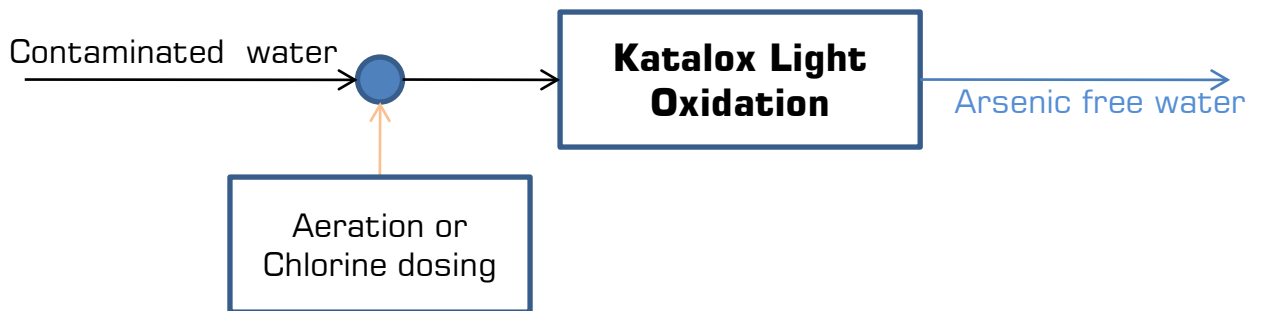 Contaminated water
Katalox Light
Oxidation
Arsenic free water
Aeration or
Chlorine dosing